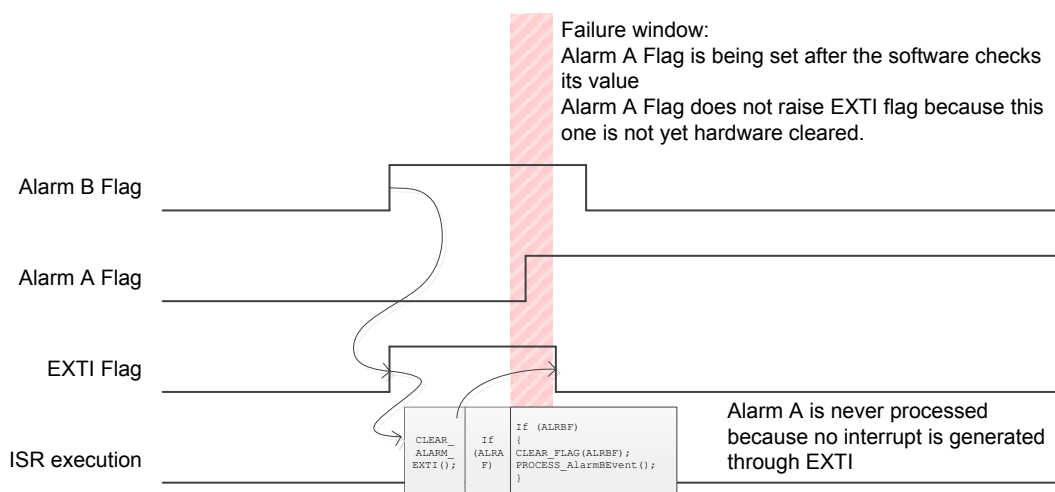 Failure window:
Alarm A Flag is being set after the software checks
its value
Alarm A Flag does not raise EXTI flag because this
one is not yet hardware cleared.
Alarm B Flag
Alarm A Flag
EXTI Flag
ISR execution
CLEAR_
ALARM_
EXTI();
If
(ALRA
F)
If (ALRBF)
{
CLEAR_FLAG(ALRBF);
PROCESS_AlarmBEvent();
}
Alarm A is never processed
because no interrupt is generated
through EXTI